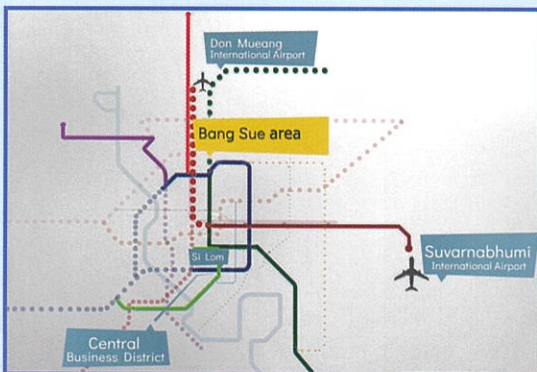 Don Mueang
International Airport
Bang Sue area
Suvarnabhumi
International Airport
Si Lom
Central
Business District